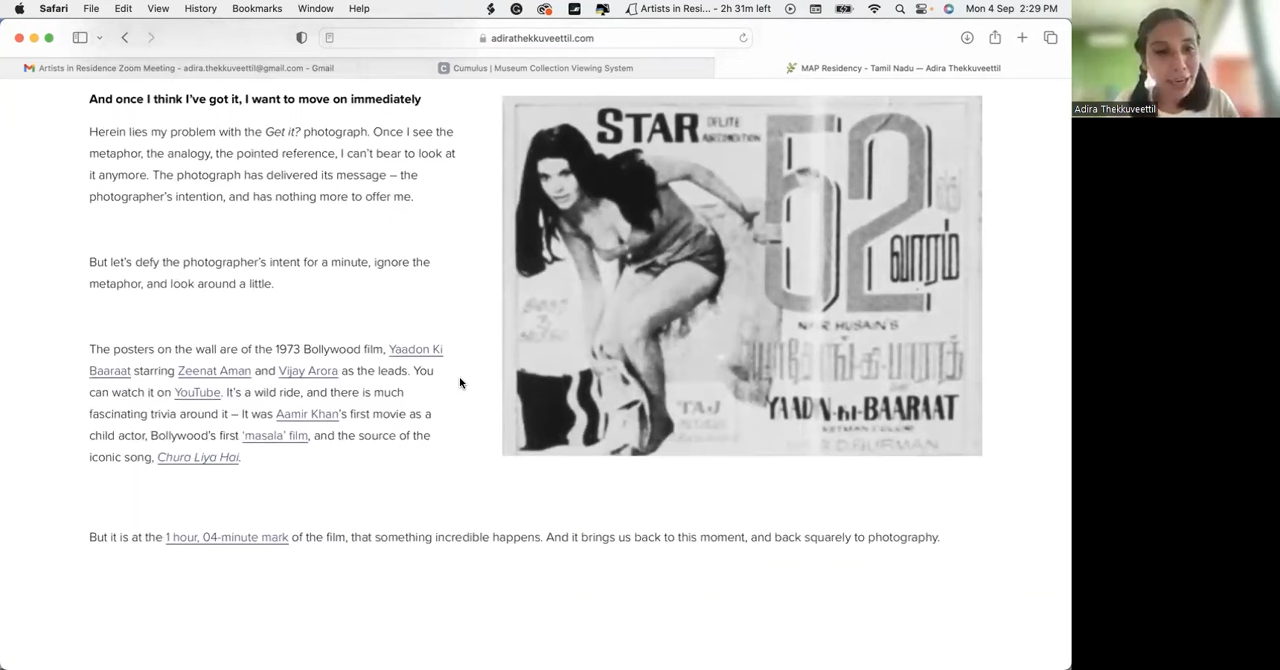 Safari File Edit View History Bookmarks Window Help
Artists in Resi... - 2h 31m left
Mon 4 Sep 2:29 PM
adirathekkuveettil.com
Artists in Residence Zoom Meeting - adira.thekkuveettil@gmail.com - Gmail
Cumulus | Museum Collection Viewing System
MAP Residency - Tamil Nadu — Adira Thekkuveettil
Adira Thekkuveettil
And once I think I've got it, I want to move on immediately
Herein lies my problem with the Get it? photograph. Once I see the
metaphor, the analogy, the pointed reference, I can't bear to look at
it anymore. The photograph has delivered its message – the
photographer's intention, and has nothing more to offer me.
But let's defy the photographer's intent for a minute, ignore the
metaphor, and look around a little.
The posters on the wall are of the 1973 Bollywood film, Yaadon Ki
Baaraat starring Zeenat Aman and Vijay Arora as the leads. You
can watch it on YouTube. It's a wild ride, and there is much
fascinating trivia around it – It was Aamir Khan's first movie as a
child actor, Bollywood's first 'masala' film, and the source of the
iconic song, Chura Liya Hai.
STAR
52
வாரம்
HUSAIN'S
BAARAAT
TAJ
R.D.BURMAN
But it is at the 1 hour, 04-minute mark of the film, that something incredible happens. And it brings us back to this moment, and back squarely to photography.